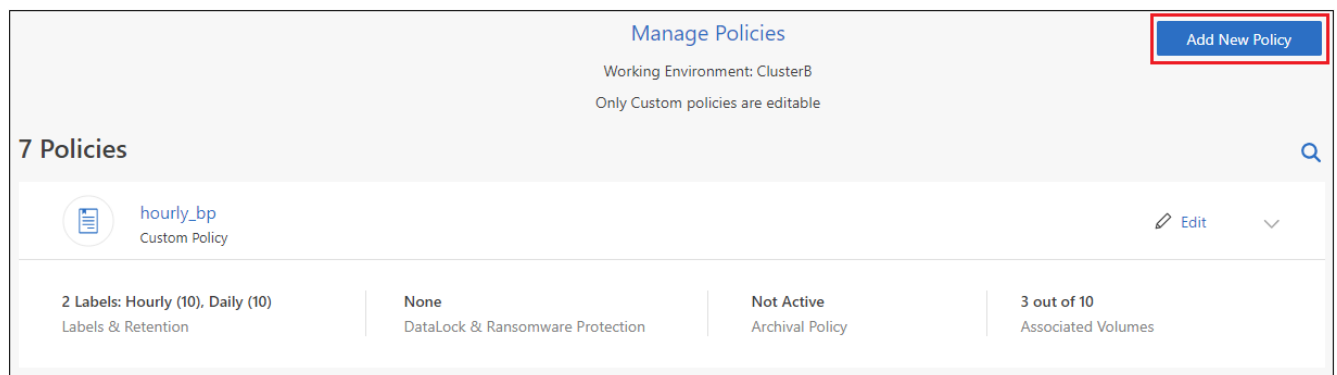 Manage Policies
Add New Policy
Working Environment: ClusterB
Only Custom policies are editable
7 Policies
hourly_bp
Custom Policy
Edit
2 Labels: Hourly (10), Daily (10)
Labels & Retention
None
DataLock & Ransomware Protection
Not Active
Archival Policy
3 out of 10
Associated Volumes